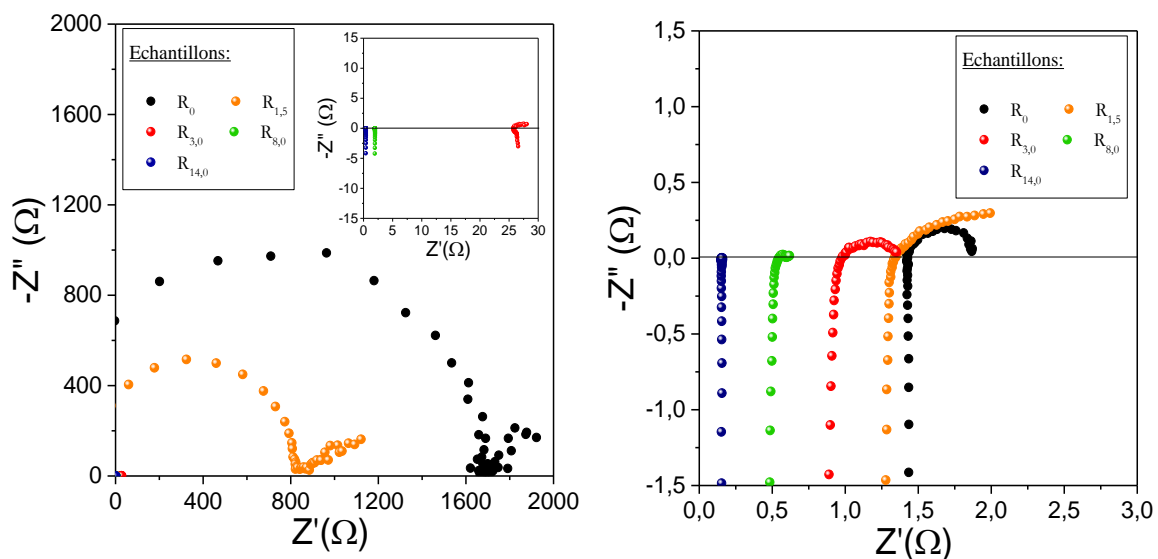 2000
1600
1200
800
400
0
-Z" (Ω)
0 400 800 1200 1600 2000
Z'(Ω)
Echantillons:
R0 R1,5
R3,0 R8,0
R14,0
15
10
5
0
-5
-10
-15
-Z" (Ω)
0 5 10 15 20 25 30
Z'(Ω)
1,5
1,0
0,5
0,0
-0,5
-1,0
-1,5
-Z" (Ω)
0,0 0,5 1,0 1,5 2,0 2,5 3,0
Z'(Ω)
Echantillons:
R0 R1,5
R3,0 R8,0
R14,0